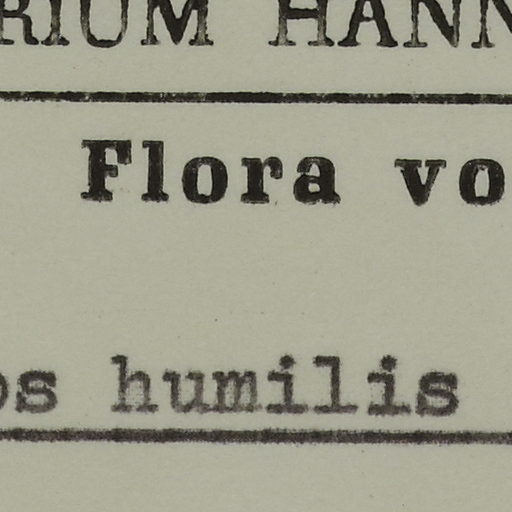 RIUM HANN
Flora vo
os humilis